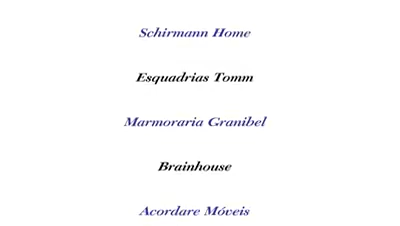 Schirmann Home
Esquadrias Tomm
Marmoraria Granibel
Brainhouse
Acordare Móveis